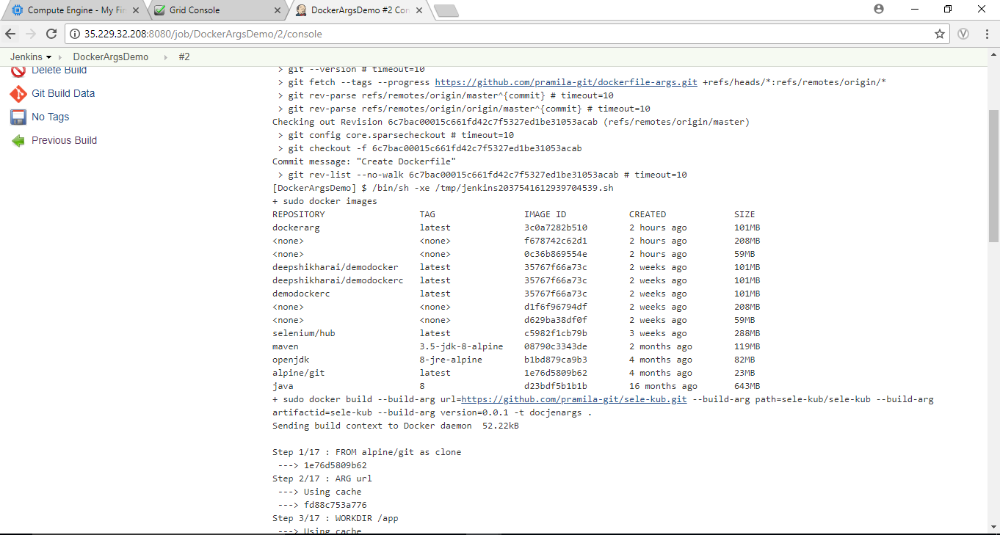 Compute Engine - My Fir
Grid Console
DockerArgsDemo #2 Con
35.229.32.208:8080/job/DockerArgsDemo/2/console
Jenkins
DockerArgsDemo
#2
Delete Build
Git Build Data
No Tags
Previous Build
> git --version # timeout=10
> git fetch --tags --progress https://github.com/pramila-git/dockerfile-args.git +refs/heads/*:refs/remotes/origin/*
> git rev-parse refs/remotes/origin/master^{commit} # timeout=10
> git rev-parse refs/remotes/origin/origin/master^{commit} # timeout=10
Checking out Revision 6c7bac00015c661fd42c7f5327ed1be31053acab (refs/remotes/origin/master)
> git config core.sparsecheckout # timeout=10
> git checkout -f 6c7bac00015c661fd42c7f5327ed1be31053acab
Commit message: "Create Dockerfile"
> git rev-list --no-walk 6c7bac00015c661fd42c7f5327ed1be31053acab # timeout=10
[DockerArgsDemo] $ /bin/sh -xe /tmp/jenkins2037541612939704539.sh
+ sudo docker images
REPOSITORY TAG IMAGE ID CREATED SIZE
dockerarg latest 3c0a7282b510 2 hours ago 101MB
<none> <none> f678742c62d1 2 hours ago 208MB
<none> <none> 0c36b869554e 2 hours ago 59MB
deepshikharai/demodocker latest 35767f66a73c 2 weeks ago 101MB
deepshikharai/demodockerc latest 35767f66a73c 2 weeks ago 101MB
demodockerc latest 35767f66a73c 2 weeks ago 101MB
<none> <none> d1f6f96794df 2 weeks ago 208MB
<none> <none> d629ba38df0f 2 weeks ago 59MB
selenium/hub latest c5982f1cb79b 3 weeks ago 288MB
maven 3.5-jdk-8-alpine 08790c3343de 2 months ago 119MB
openjdk 8-jre-alpine b1bd879ca9b3 4 months ago 82MB
alpine/git latest 1e76d5809b62 4 months ago 23MB
java 8 d23bdf5b1b1b 16 months ago 643MB
+ sudo docker build --build-arg url=https://github.com/pramila-git/sele-kub.git --build-arg path=sele-kub/sele-kub --build-arg
artifactid=sele-kub --build-arg version=0.0.1 -t docjenargs .
Sending build context to Docker daemon 52.22kB
Step 1/17 : FROM alpine/git as clone
---> 1e76d5809b62
Step 2/17 : ARG url
---> Using cache
---> fd88c753a776
Step 3/17 : WORKDIR /app
---> Using cache